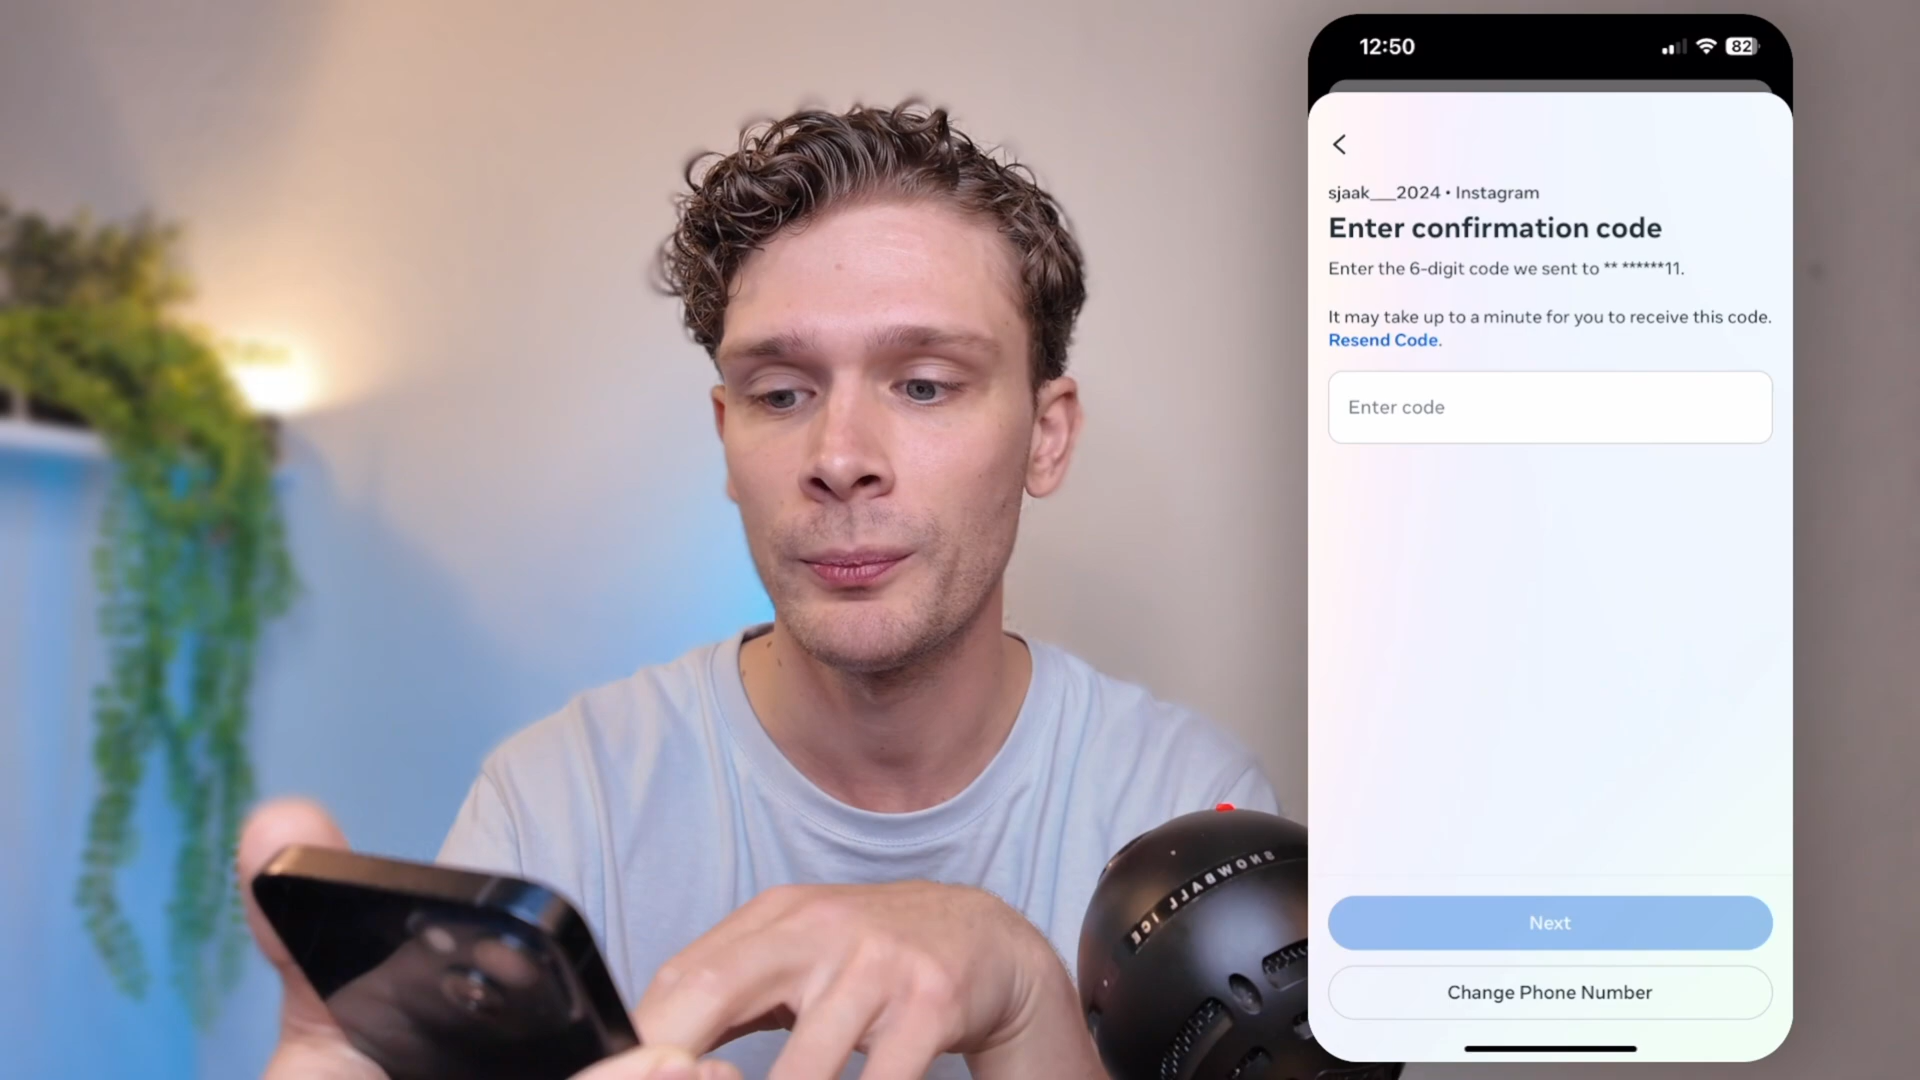 12:50
82
sjaak___2024 • Instagram
Enter confirmation code
Enter the 6-digit code we sent to ** ******11.
It may take up to a minute for you to receive this code.
Resend Code.
Enter code
SNOWBALL ICE
Next
Change Phone Number